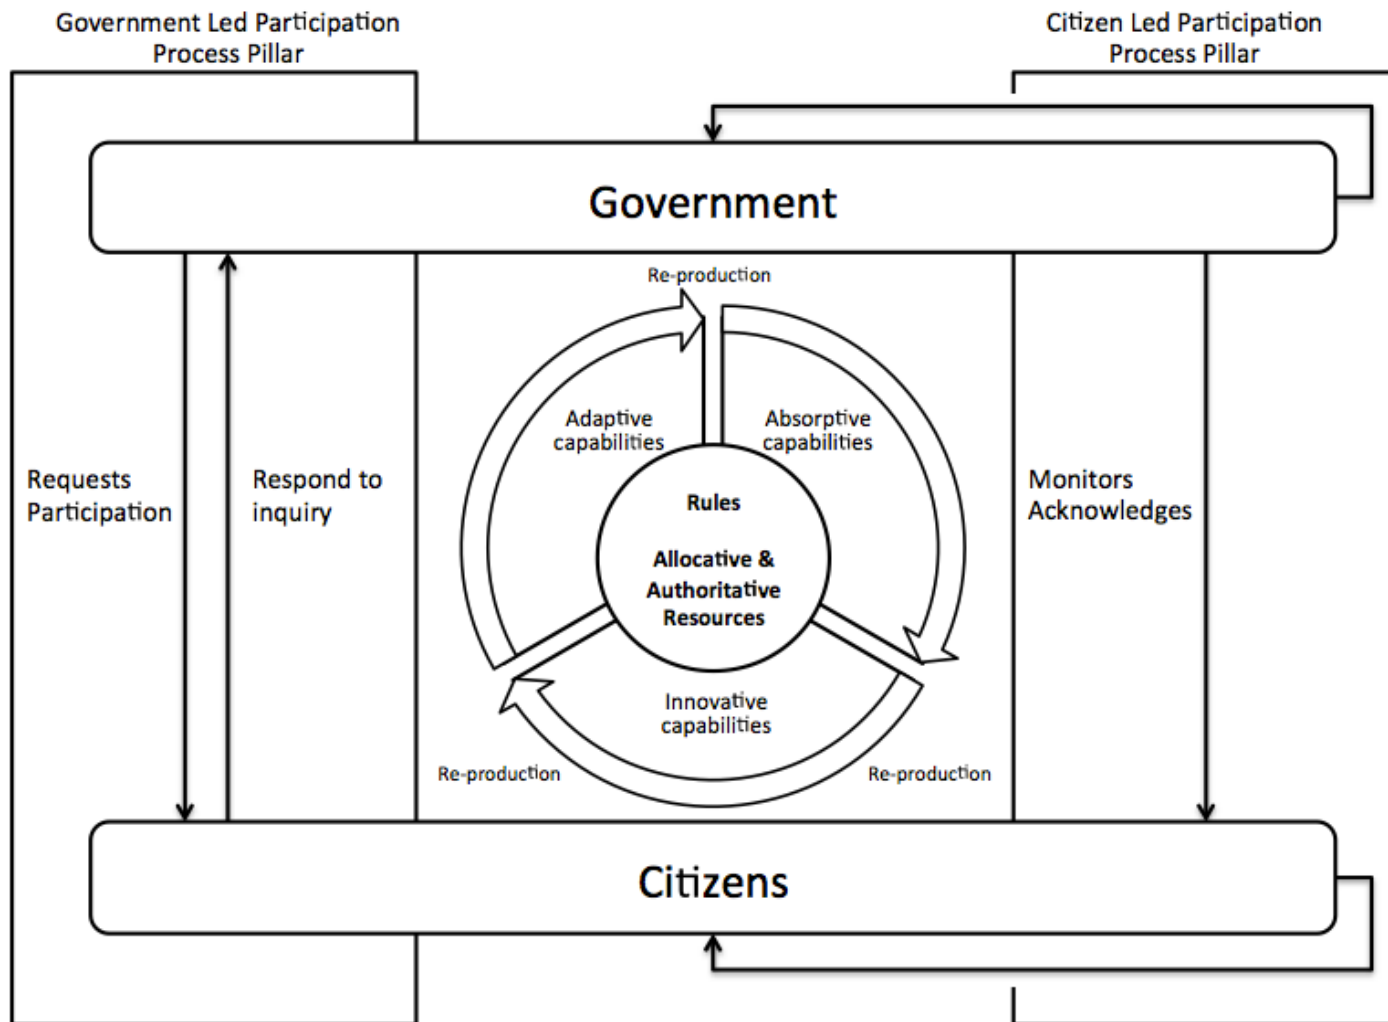 Government Led Participation
Process Pillar
Citizen Led Participation
Process Pillar
Government
Re-production
Adaptive
capabilities
Absorptive
capabilities
Requests
Participation
Respond to
inquiry
Rules
Allocative &
Authoritative
Resources
Monitors
Acknowledges
Innovative
capabilities
Re-production
Re-production
Citizens